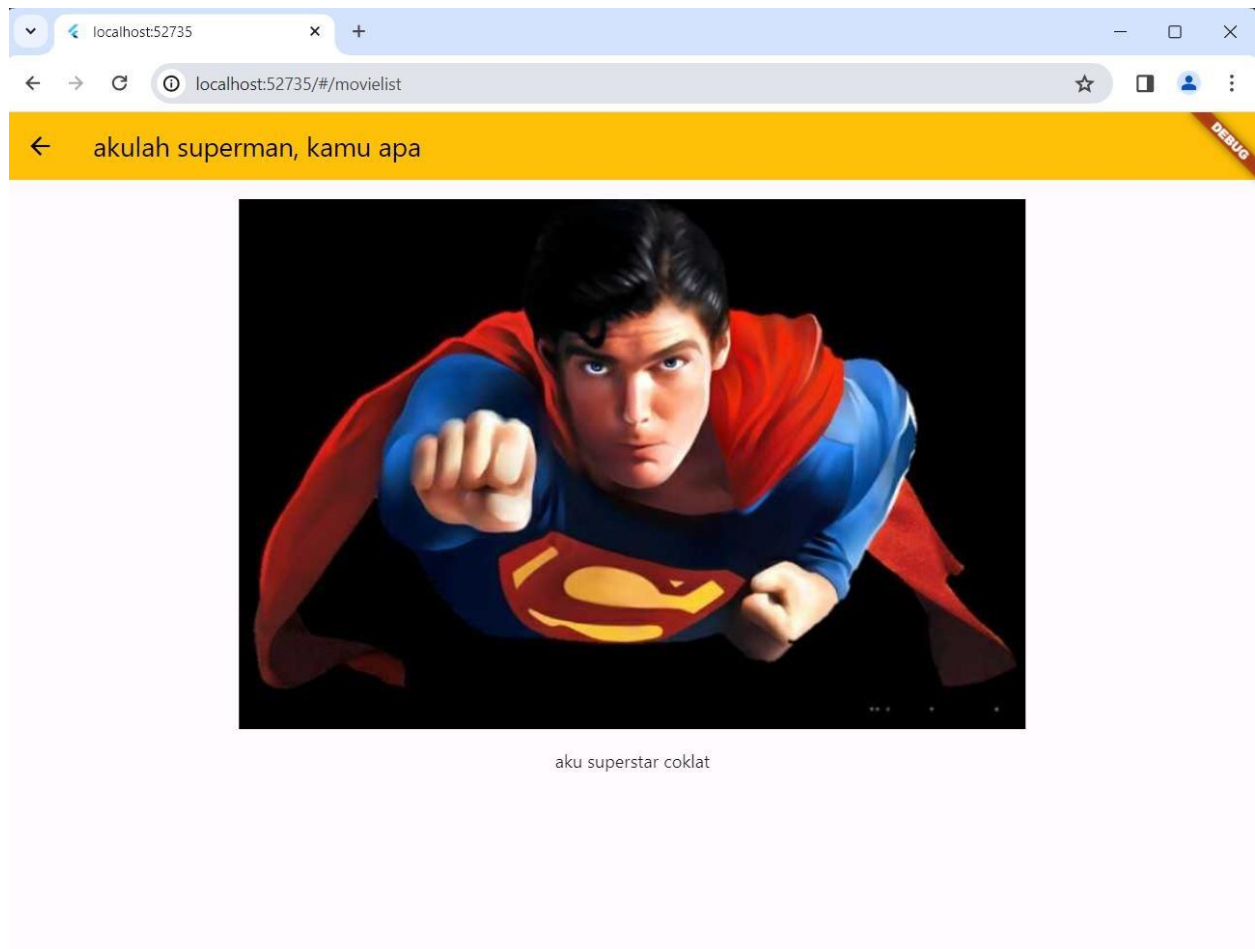 localhost:52735
localhost:52735/#/movielist
akulah superman, kamu apa
DEBUG
aku superstar coklat